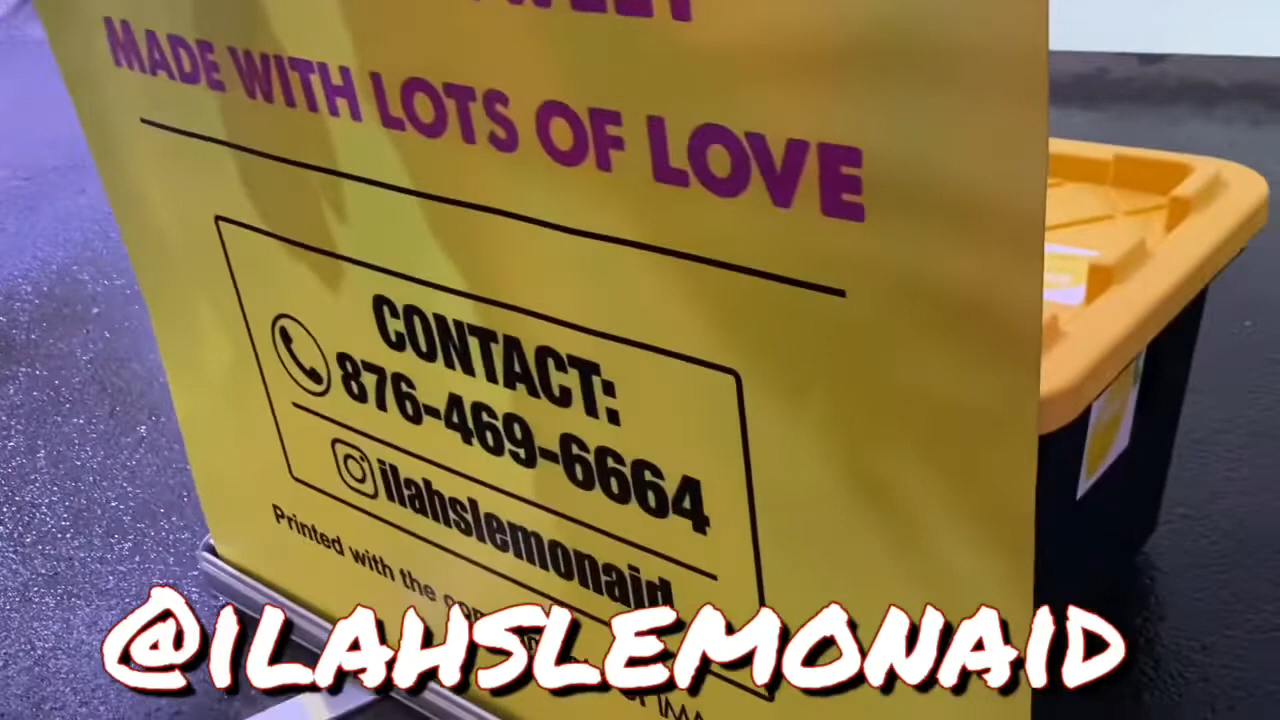 MADE WITH LOTS OF LOVE
CONTACT:
876-469-6664
ilahslemonaid
Printed with the
@ILAHSLEMONAID